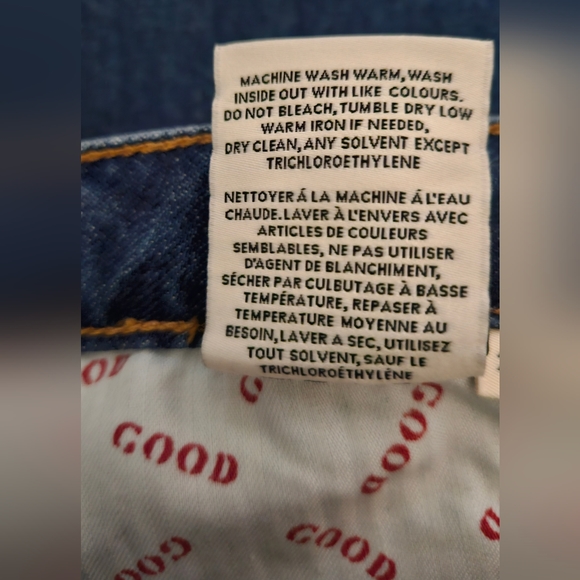 MACHINE WASH WARM, WASH
INSIDE OUT WITH LIKE COLOURS.
DO NOT BLEACH, TUMBLE DRY LOW
WARM IRON IF NEEDED,
DRY CLEAN, ANY SOLVENT EXCEPT
TRICHLOROETHYLENE
NETTOYER Á LA MACHINE Á L'EAU
CHAUDE. LAVER À L'ENVERS AVEC
ARTICLES DE COULEURS
SEMBLABLES, NE PAS UTILISER
D'AGENT DE BLANCHIMENT,
SÉCHER PAR CULBUTAGE À BASSE
TEMPÉRATURE, REPASER À
TEMPERATURE MOYENNE AU
BESOIN, LAVER A SEC, UTILISEZ
TOUT SOLVENT, SAUF LE
TRICHLOROÉTHYLÈNE
OD
GOOD
GOOD
GOOD
GOOD